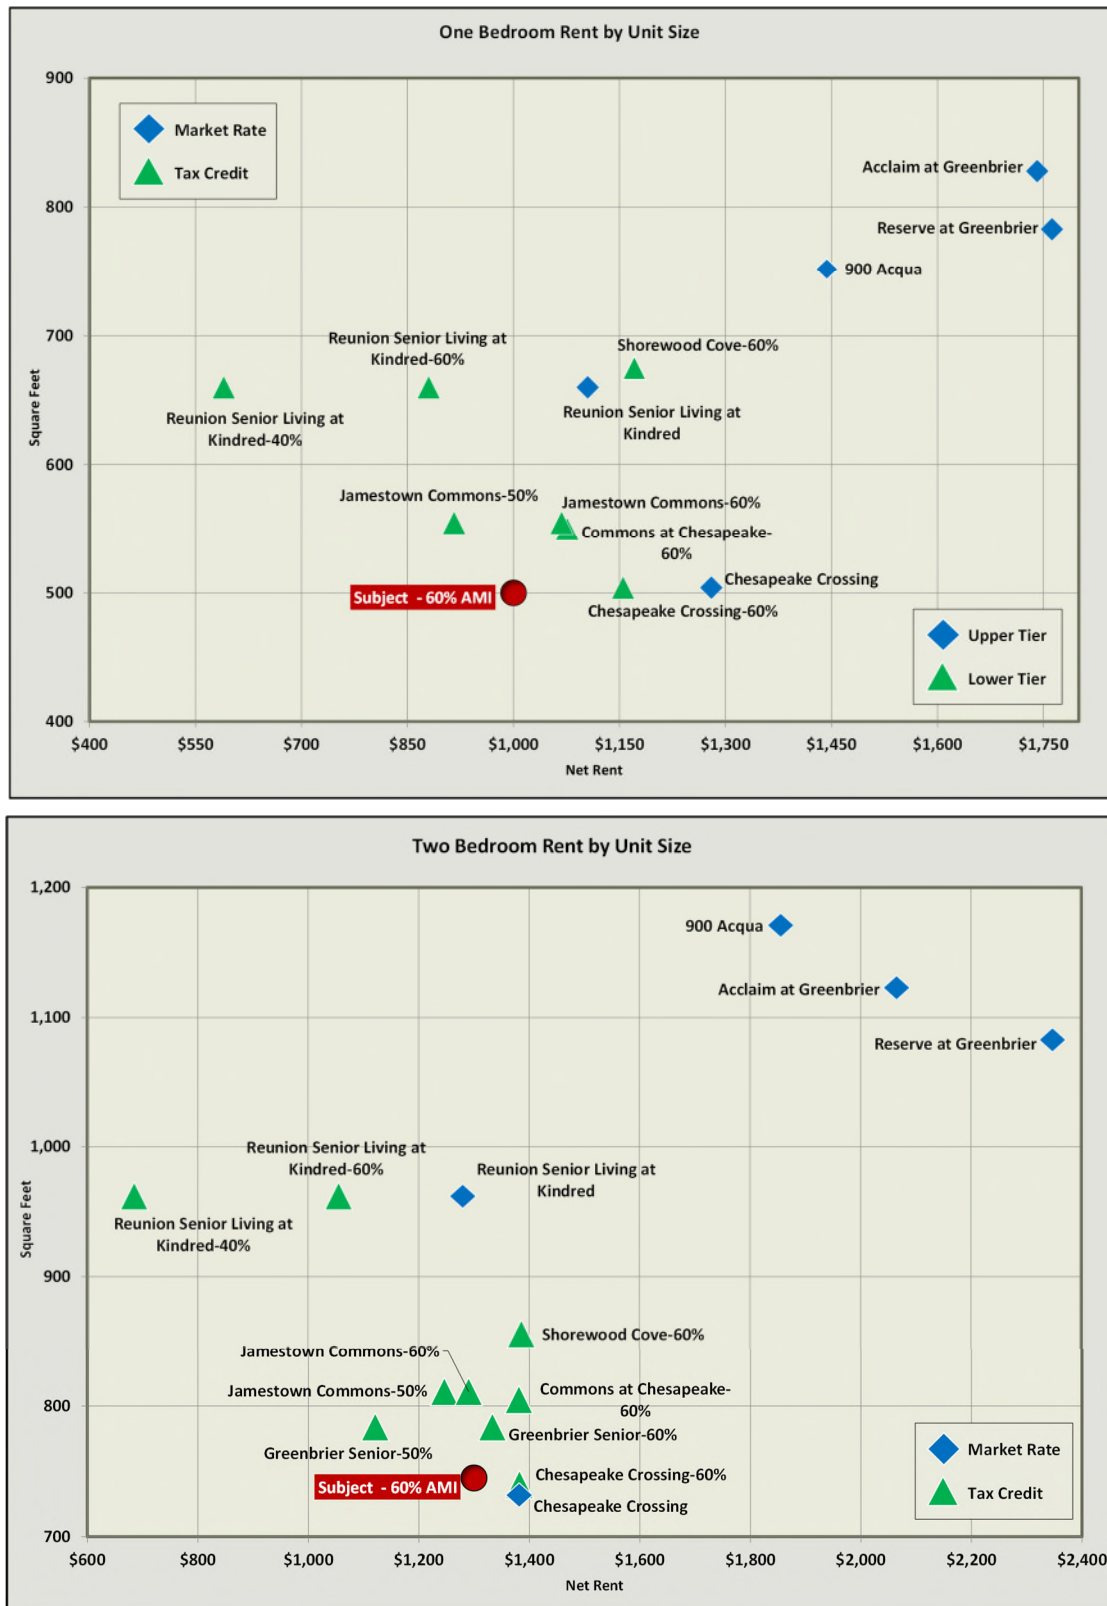 One Bedroom Rent by Unit Size
900
Market Rate
Tax Credit
Acclaim at Greenbrier
800
Reserve at Greenbrier
900 Acqua
700
Reunion Senior Living at
Kindred-60%
Shorewood Cove-60%
Reunion Senior Living at
Kindred-40%
Reunion Senior Living at
Kindred
Square Feet
600
Jamestown Commons-50%
Jamestown Commons-60%
Commons at Chesapeake-
60%
Chesapeake Crossing
500
Subject - 60% AMI
Chesapeake Crossing-60%
Upper Tier
Lower Tier
400
$400 $550 $700 $850 $1,000 $1,150 $1,300 $1,450 $1,600 $1,750
Net Rent
Two Bedroom Rent by Unit Size
1,200
900 Acqua
Acclaim at Greenbrier
1,100
Reserve at Greenbrier
1,000
Reunion Senior Living at
Kindred-60%
Reunion Senior Living at
Kindred
Reunion Senior Living at
Kindred-40%
Square Feet
900
Shorewood Cove-60%
Jamestown Commons-60%
Jamestown Commons-50%
Commons at Chesapeake-
60%
800
Greenbrier Senior-60%
Greenbrier Senior-50%
Market Rate
Tax Credit
Chesapeake Crossing-60%
Subject - 60% AMI
Chesapeake Crossing
700
$600 $800 $1,000 $1,200 $1,400 $1,600 $1,800 $2,000 $2,200 $2,400
Net Rent